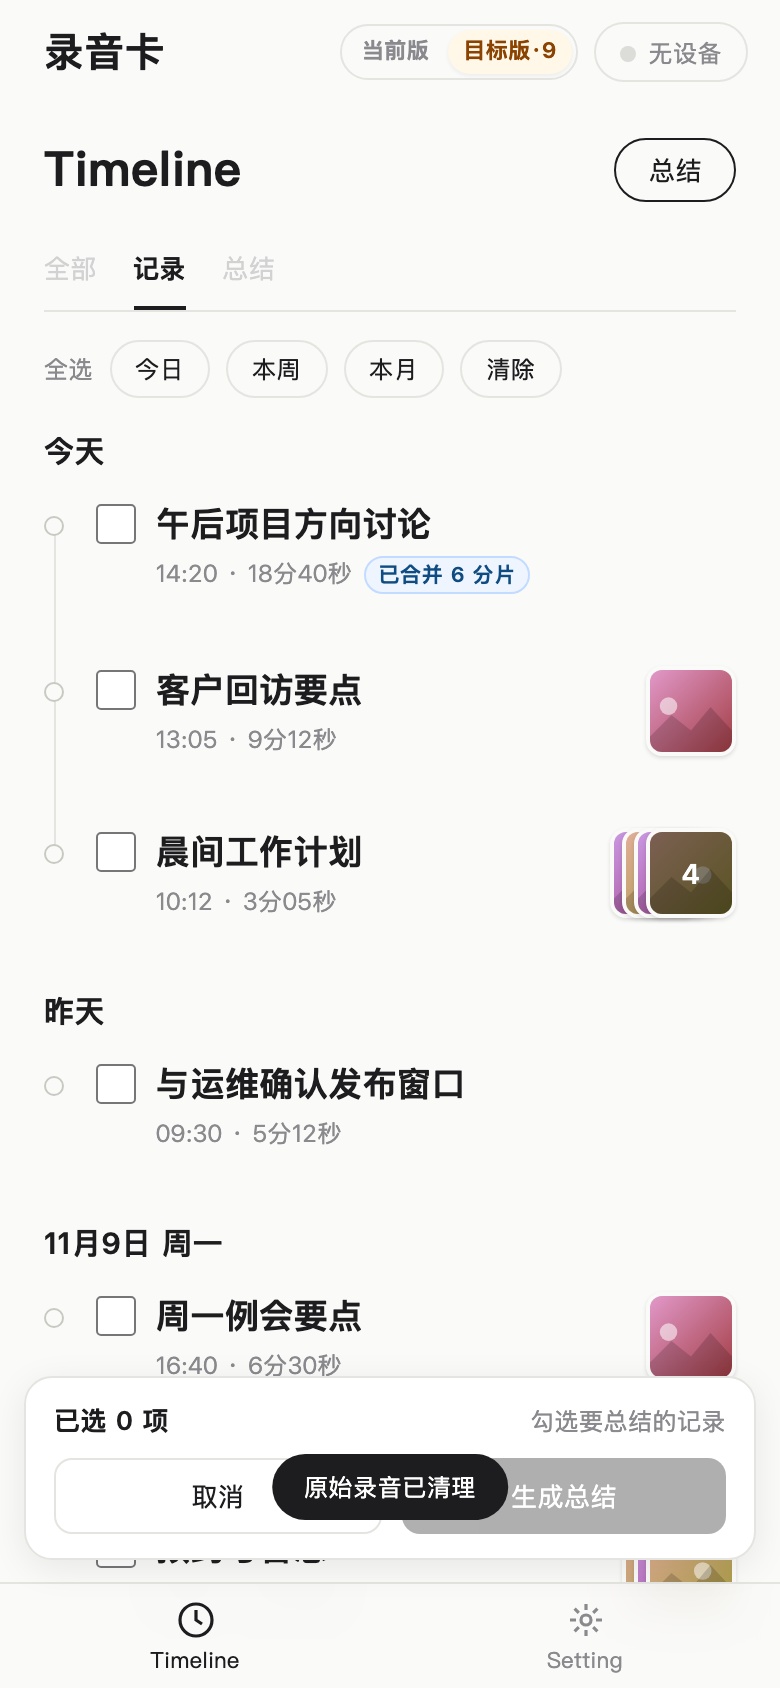 录音卡
当前版 目标版·9 无设备
Timeline 总结
全部 记录 总结
全选 今日 本周 本月 清除
今天
午后项目方向讨论
14:20 · 18分40秒 已合并 6 分片
客户回访要点
13:05 · 9分12秒
晨间工作计划
10:12 · 3分05秒 4
昨天
与运维确认发布窗口
09:30 · 5分12秒
11月9日 周一
周一例会要点
16:40 · 6分30秒
已选 0 项 勾选要总结的记录
取消 原始录音已清理 生成总结
Timeline Setting